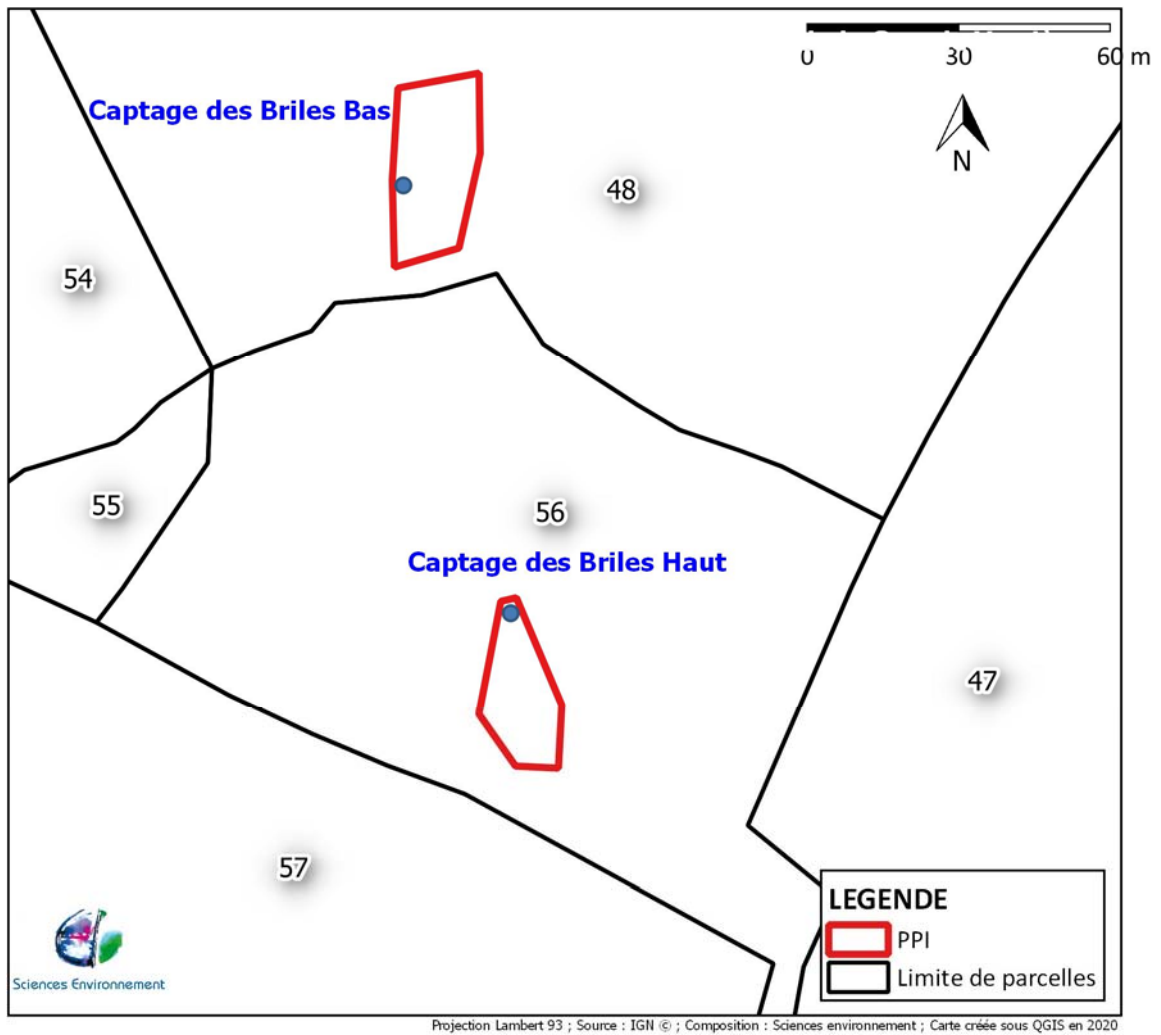 0 30 60 m
Captage des Briles Bas
N
48
54
55
56
Captage des Briles Haut
47
57
LEGENDE
PPI
Limite de parcelles
Sciences Environnement
Projection Lambert 93 ; Source : IGN © ; Composition : Sciences environnement ; Carte créée sous QGIS en 2020